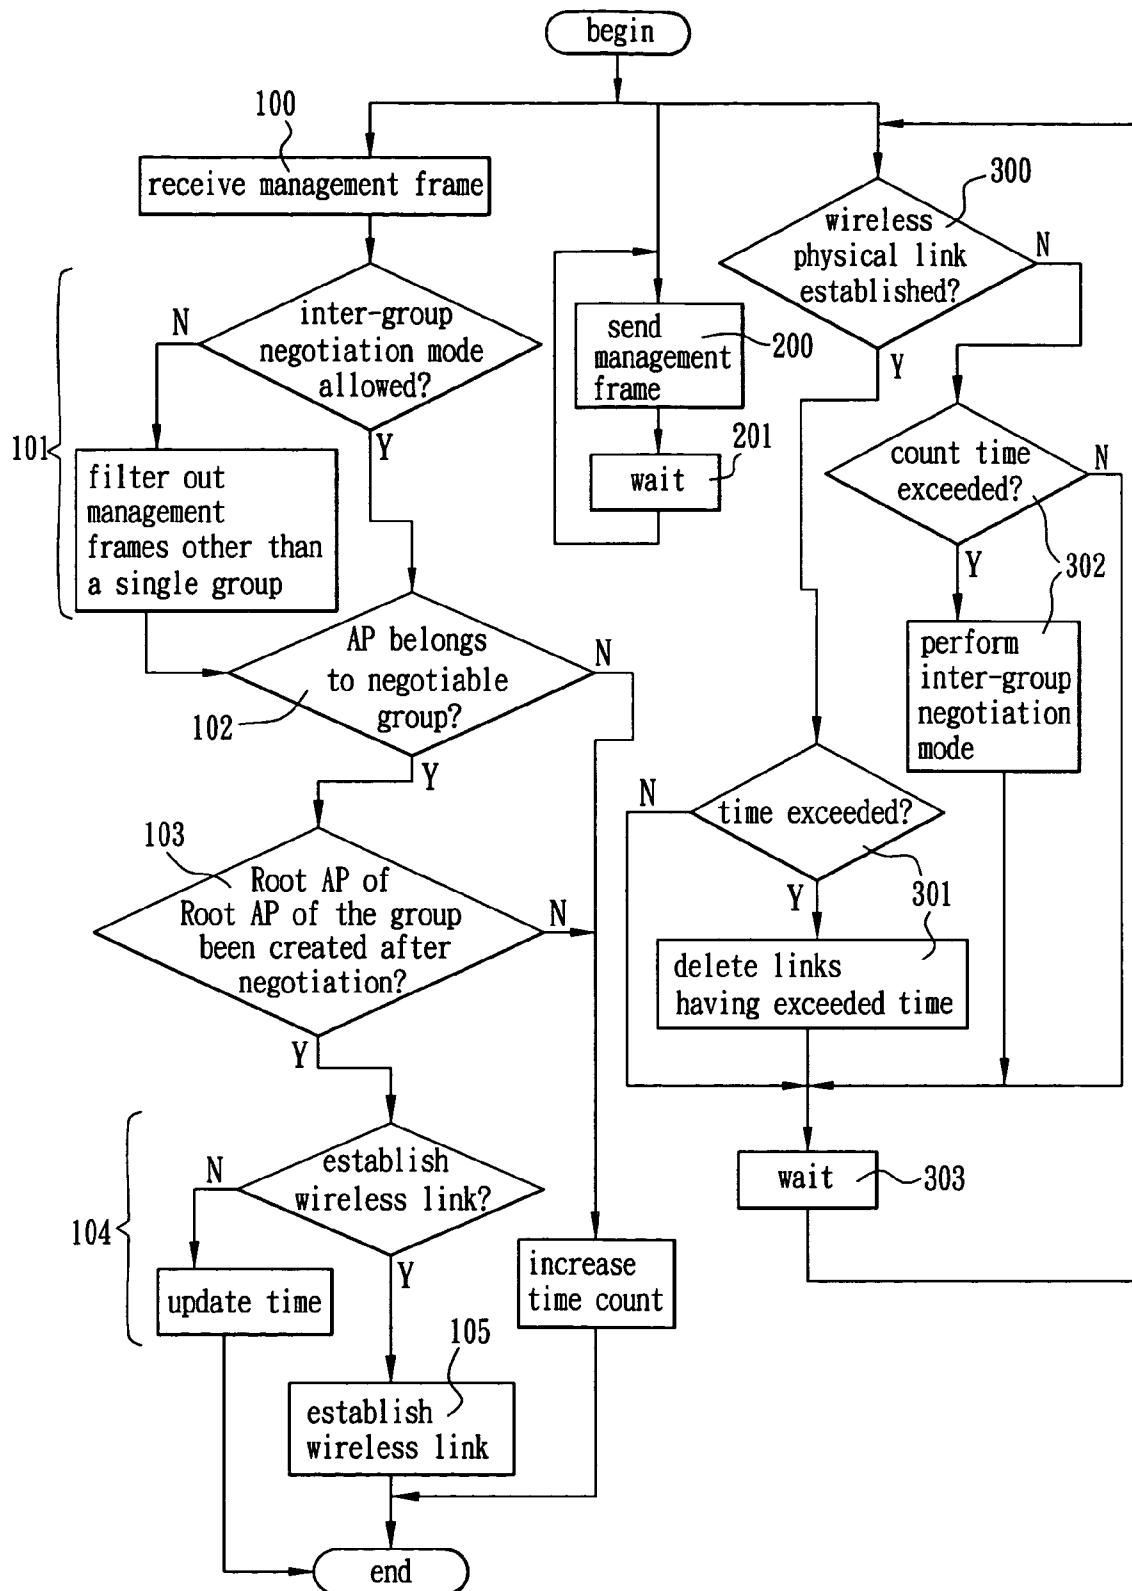 begin
100
receive management frame
inter-group
negotiation mode
allowed?
N
Y
101
filter out
management
frames other than
a single group
AP belongs
to negotiable
group?
N
102
Y
103
Root AP of
Root AP of the group
been created after
negotiation?
N
Y
104
establish
wireless link?
N
Y
update time
105
establish
wireless link
increase
time count
end
send
management
frame
200
wait
201
300
wireless
physical link
established?
N
Y
count time
exceeded?
N
Y
302
perform
inter-group
negotiation
mode
time exceeded?
N
Y
301
delete links
having exceeded time
wait
303